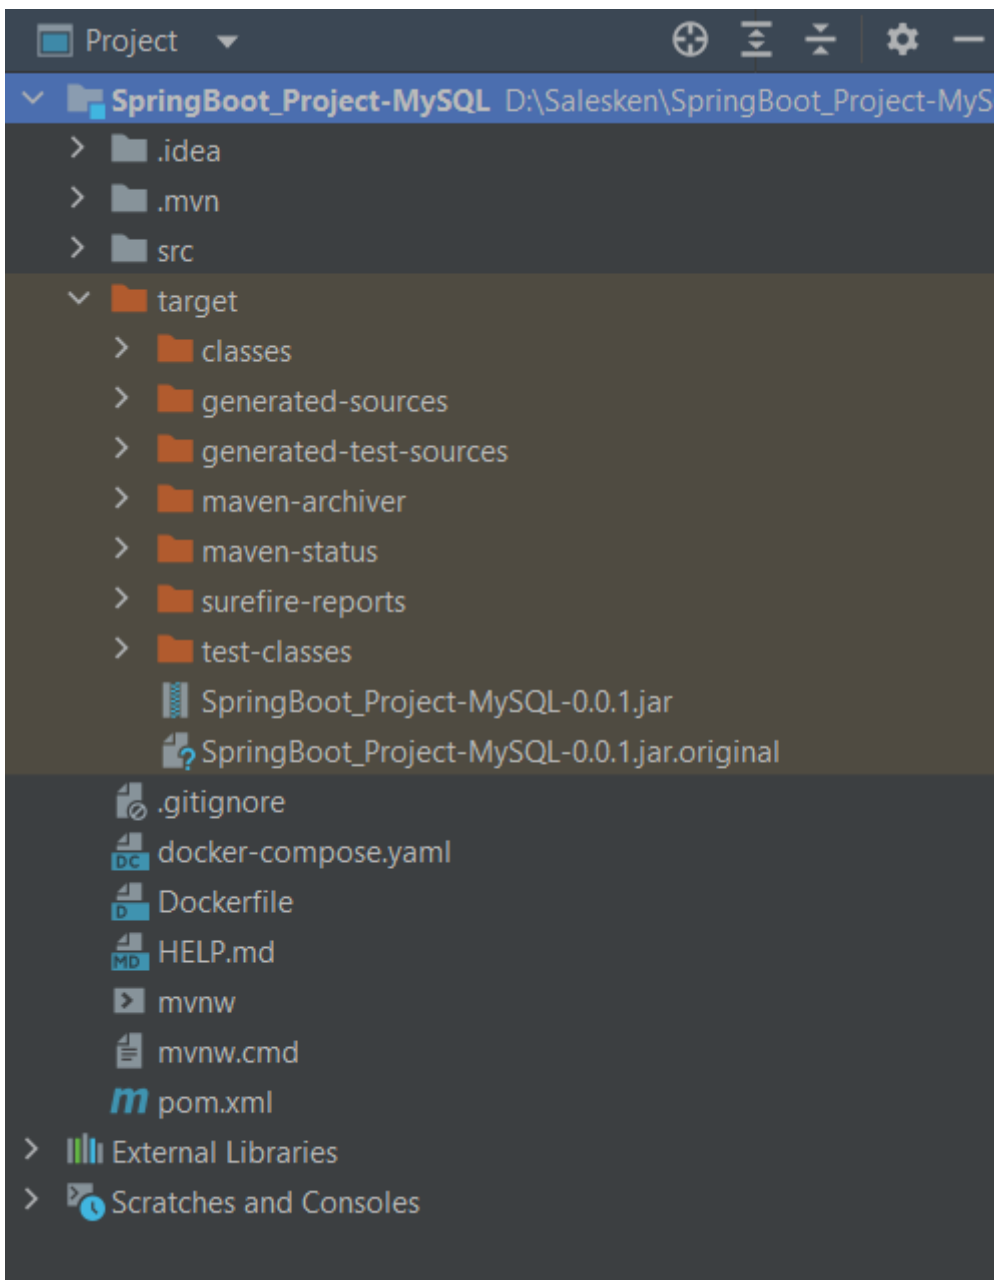 Project
SpringBoot_Project-MySQL D:\Salesken\SpringBoot_Project-MyS
.idea
.mvn
src
target
classes
generated-sources
generated-test-sources
maven-archiver
maven-status
surefire-reports
test-classes
SpringBoot_Project-MySQL-0.0.1.jar
SpringBoot_Project-MySQL-0.0.1.jar.original
.gitignore
DC docker-compose.yaml
D Dockerfile
MD HELP.md
mvnw
mvnw.cmd
m pom.xml
External Libraries
Scratches and Consoles